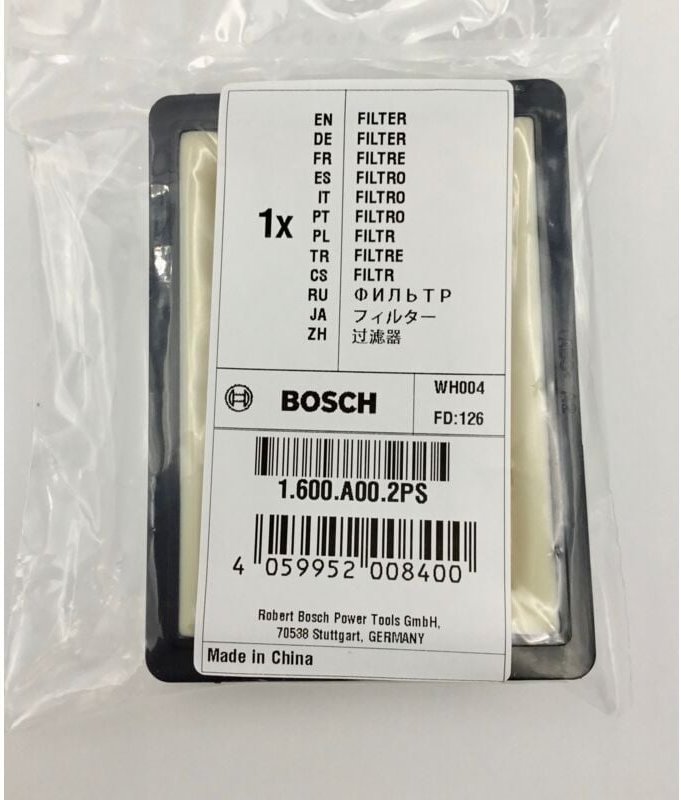 1x
EN FILTER
DE FILTER
FR FILTRE
ES FILTRO
IT FILTRO
PT FILTRO
PL FILTR
TR FILTRE
CS FILTR
RU ФИЛЬТР
JA フィルター
ZH 过滤器
BOSCH
WH004
FD:126
1.600.A00.2PS
4 059952 008400
Robert Bosch Power Tools GmbH,
70538 Stuttgart, GERMANY
Made in China